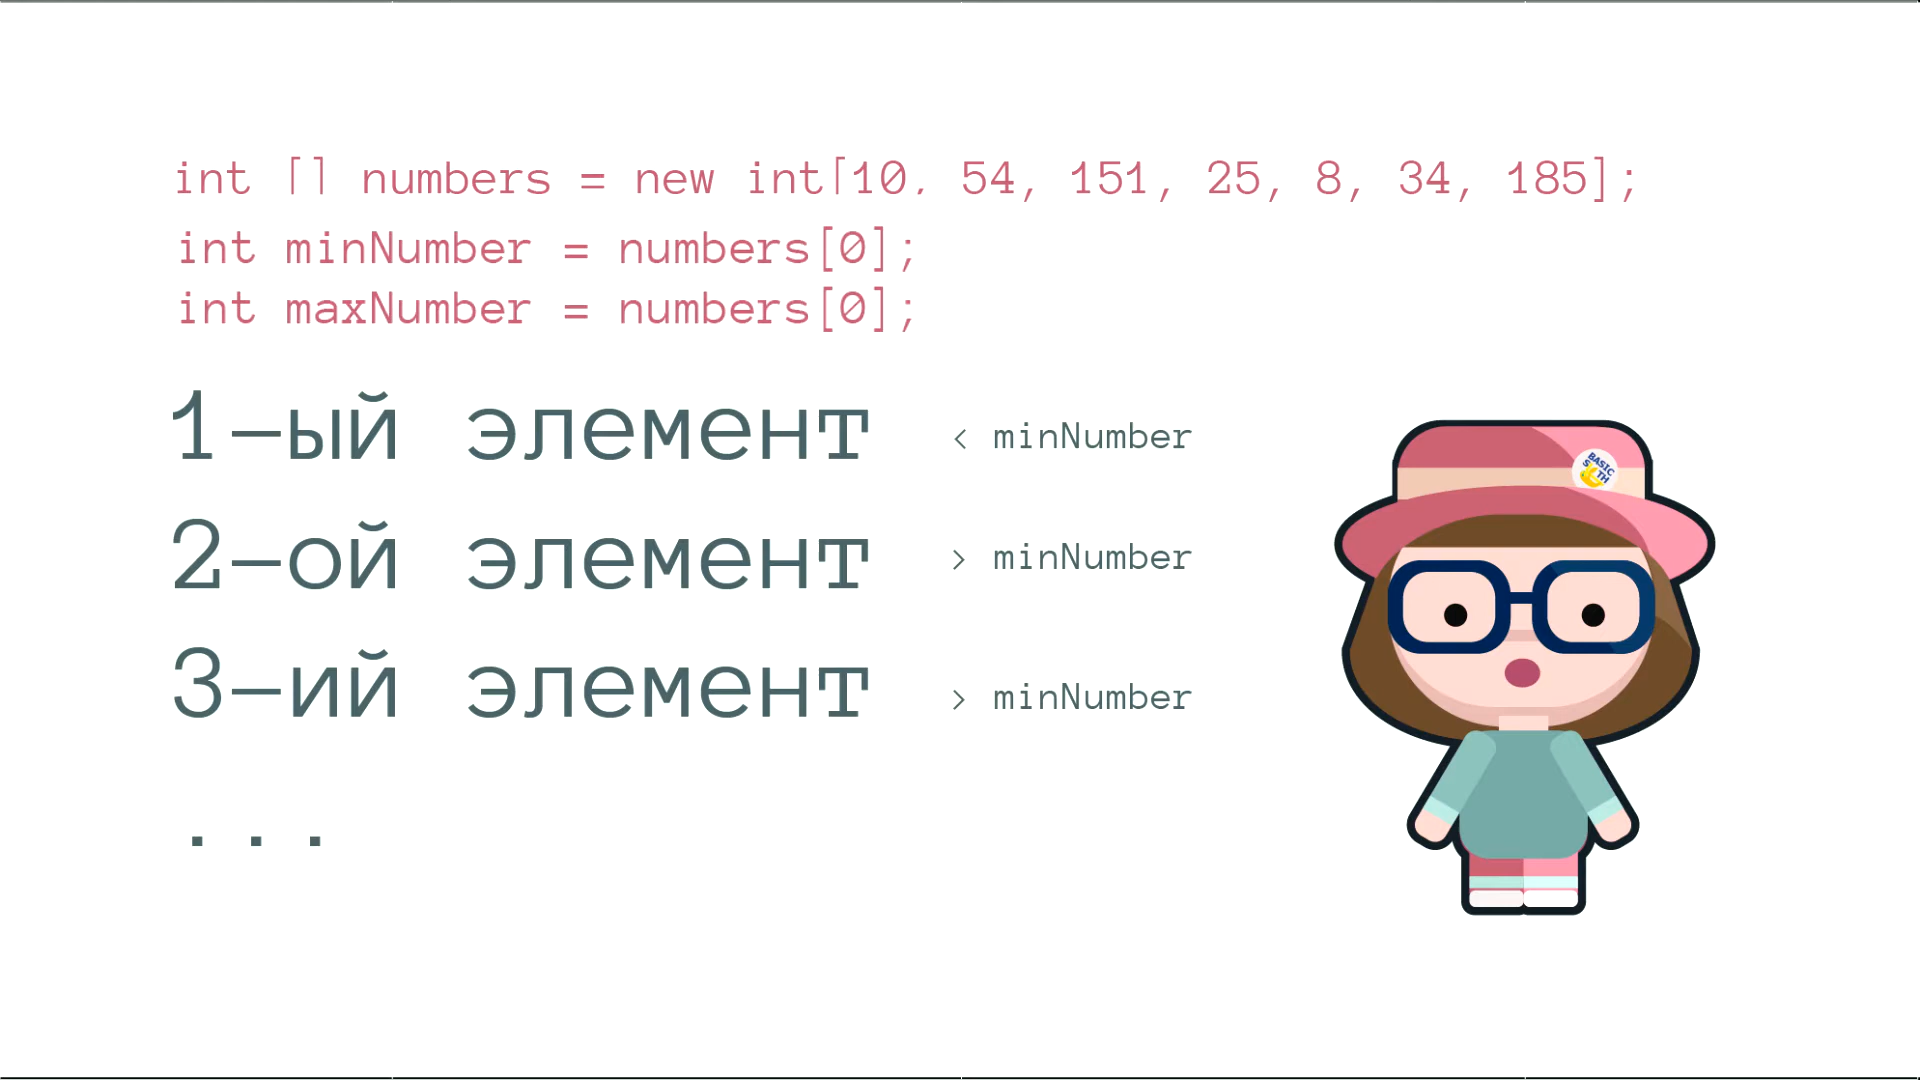 int [] numbers = new int[10, 54, 151, 25, 8, 34, 185];
int minNumber = numbers[0];
int maxNumber = numbers[0];
1-ый элемент < minNumber
2-ой элемент > minNumber
3-ий элемент > minNumber
...
BASIC